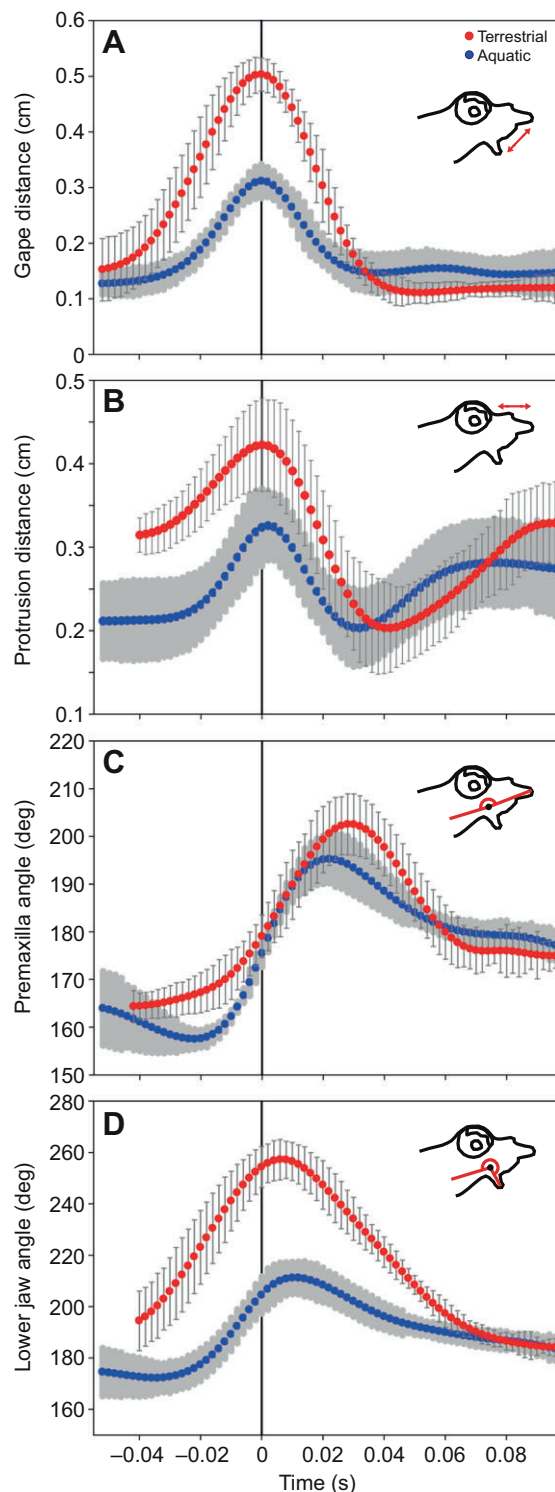 A
Terrestrial
Aquatic
Gape distance (cm)
0.6
0.5
0.4
0.3
0.2
0.1
0
B
Protrusion distance (cm)
0.5
0.4
0.3
0.2
0.1
C
Premaxilla angle (deg)
220
210
200
190
180
170
160
150
D
Lower jaw angle (deg)
280
260
240
220
200
180
160
–0.04 –0.02 0 0.02 0.04 0.06 0.08
Time (s)